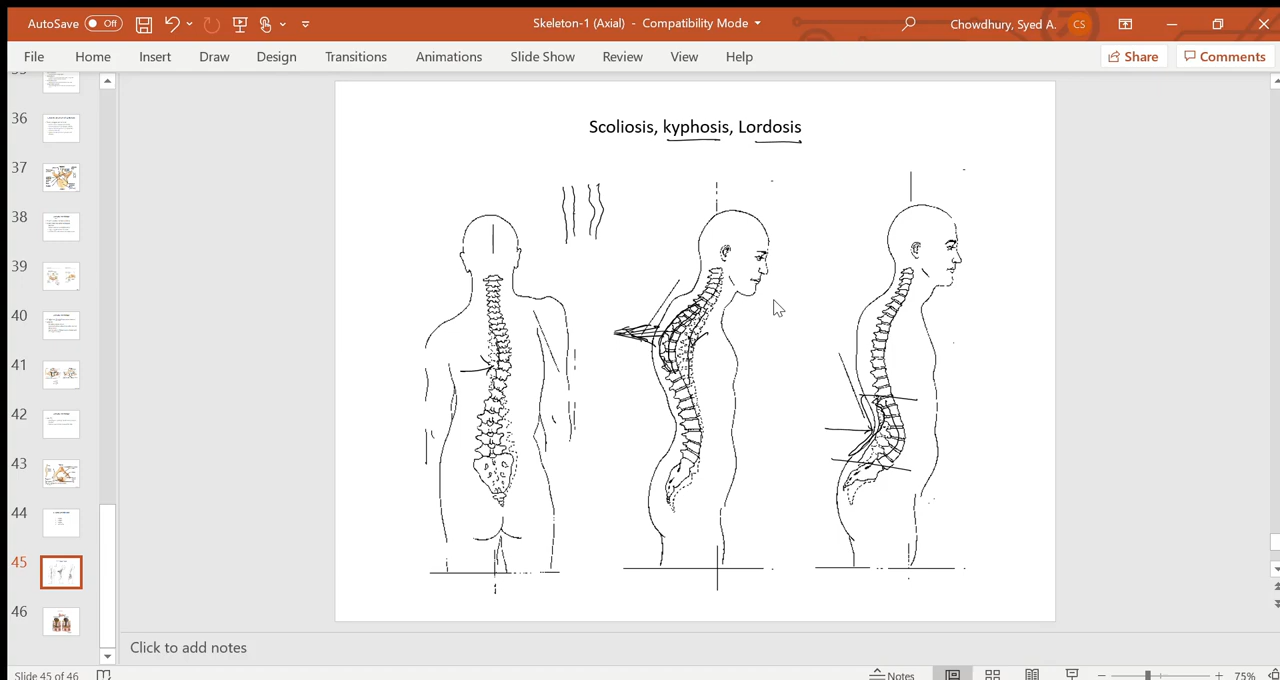 AutoSave Off Skeleton-1 (Axial) - Compatibility Mode Chowdhury, Syed A. CS
File Home Insert Draw Design Transitions Animations Slide Show Review View Help Share Comments
36
37
38
39
40
41
42
43
44
45
46
Scoliosis, kyphosis, Lordosis
Click to add notes
Slide 45 of 46 Notes 75%